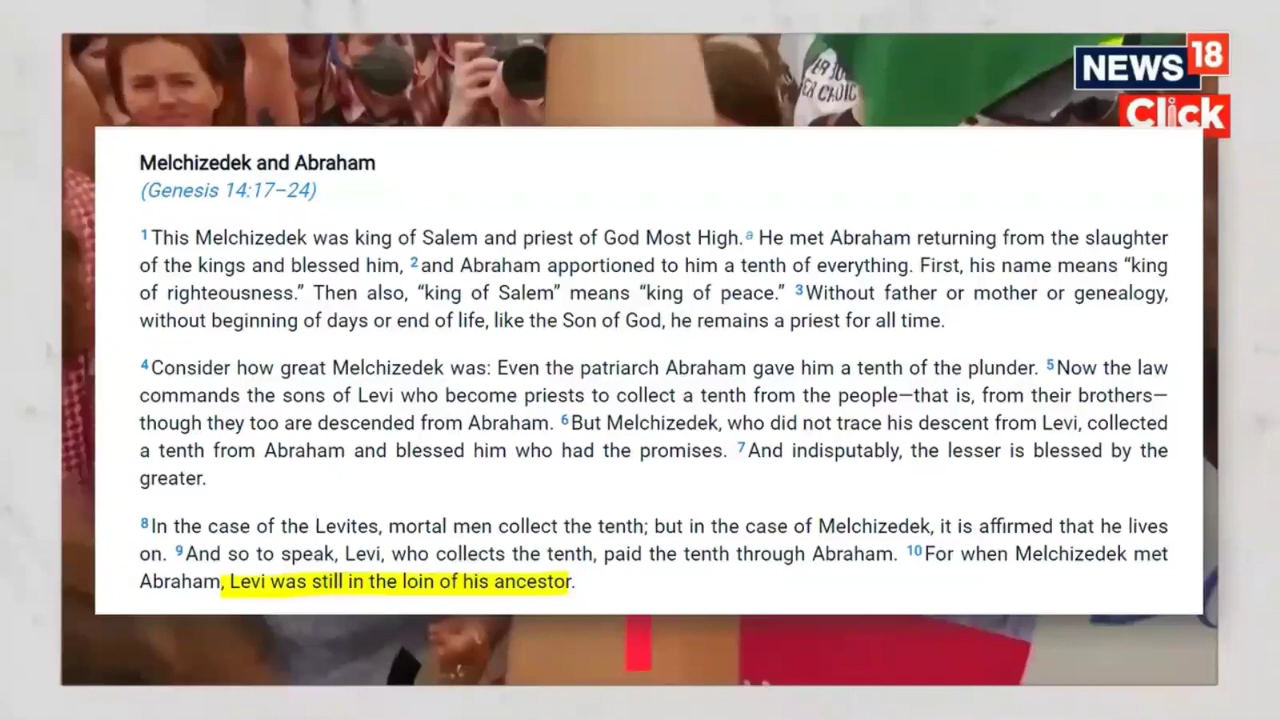 NEWS 18
Click
Melchizedek and Abraham
(Genesis 14:17–24)
1 This Melchizedek was king of Salem and priest of God Most High.a He met Abraham returning from the slaughter
of the kings and blessed him, 2 and Abraham apportioned to him a tenth of everything. First, his name means “king
of righteousness.” Then also, “king of Salem” means “king of peace.” 3 Without father or mother or genealogy,
without beginning of days or end of life, like the Son of God, he remains a priest for all time.
4 Consider how great Melchizedek was: Even the patriarch Abraham gave him a tenth of the plunder. 5 Now the law
commands the sons of Levi who become priests to collect a tenth from the people—that is, from their brothers—
though they too are descended from Abraham. 6 But Melchizedek, who did not trace his descent from Levi, collected
a tenth from Abraham and blessed him who had the promises. 7 And indisputably, the lesser is blessed by the
greater.
8 In the case of the Levites, mortal men collect the tenth; but in the case of Melchizedek, it is affirmed that he lives
on. 9 And so to speak, Levi, who collects the tenth, paid the tenth through Abraham. 10 For when Melchizedek met
Abraham, Levi was still in the loin of his ancestor.